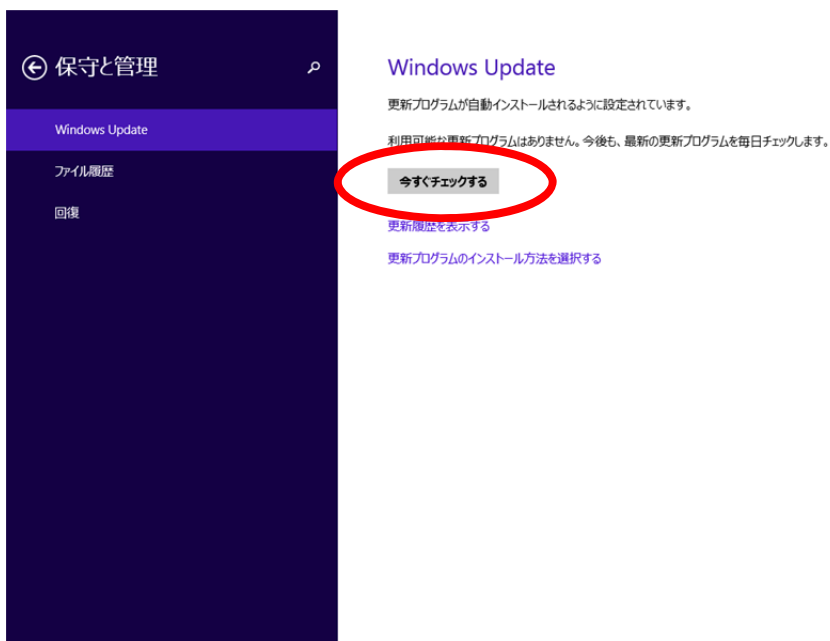 保守と管理
Windows Update
ファイル履歴
回復
Windows Update
更新プログラムが自動インストールされるように設定されています。
利用可能な更新プログラムはありません。今後も、最新の更新プログラムを毎日チェックします。
今すぐチェックする
更新履歴を表示する
更新プログラムのインストール方法を選択する